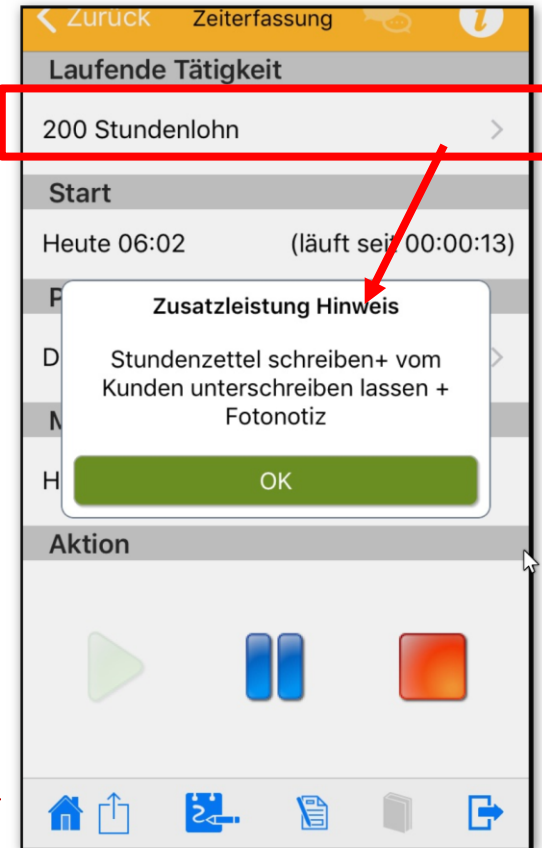 Zurück Zeiterfassung i
Laufende Tätigkeit
200 Stundenlohn
Start
Heute 06:02 (läuft seit 00:00:13)
P
Zusatzleistung Hinweis
D
Stundenzettel schreiben+ vom
Kunden unterschreiben lassen +
Fotonotiz
H
OK
Aktion